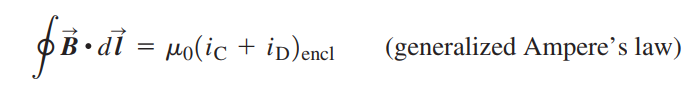 ∮ B⃗ · dl⃗ = μ₀(i_C + i_D)_encl (generalized Ampere’s law)